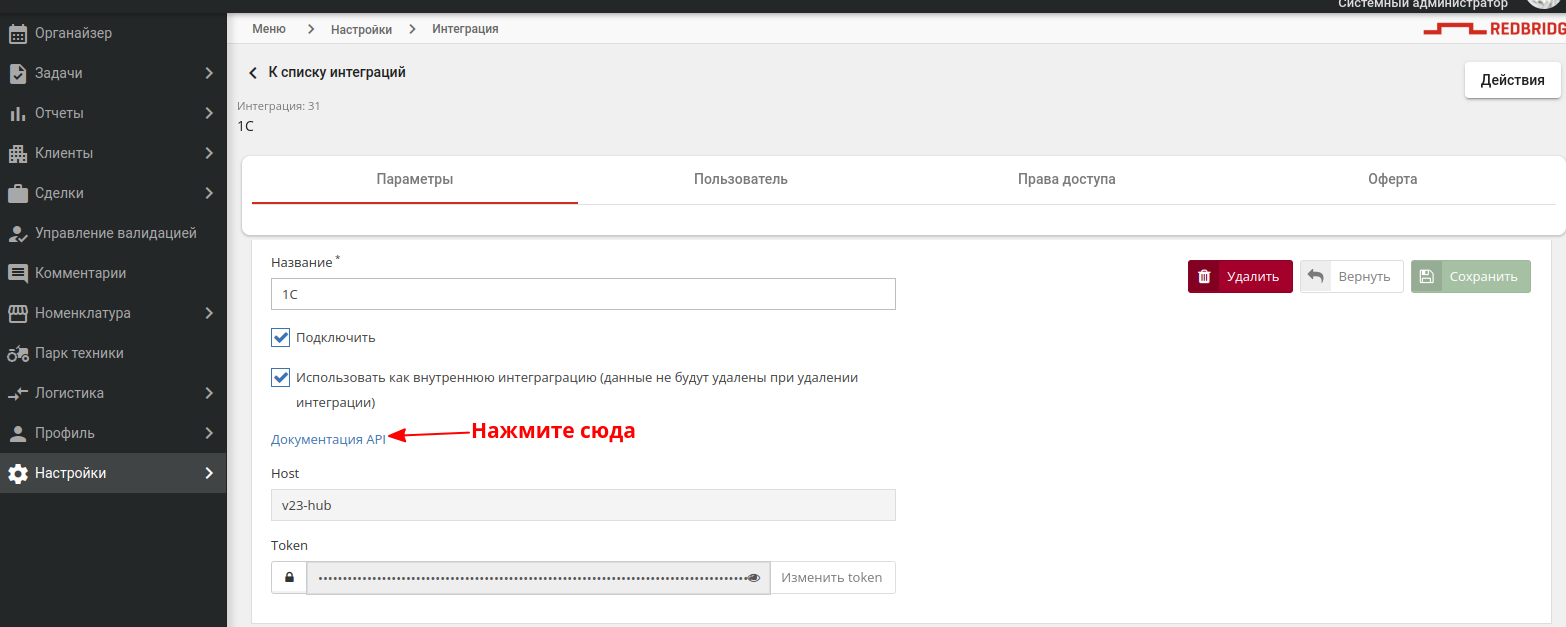 Системный администратор
Органайзер
Задачи
Отчеты
Клиенты
Сделки
Управление валидацией
Комментарии
Номенклатура
Парк техники
Логистика
Профиль
Настройки
Меню
Настройки
Интеграция
REDBRIDG
К списку интеграций
Действия
Интеграция: 31
1С
Параметры
Пользователь
Права доступа
Оферта
Название *
1С
Удалить
Вернуть
Сохранить
Подключить
Использовать как внутреннюю интеграграцию (данные не будут удалены при удалении
интеграции)
Документация API
Нажмите сюда
Host
v23-hub
Token
Изменить token